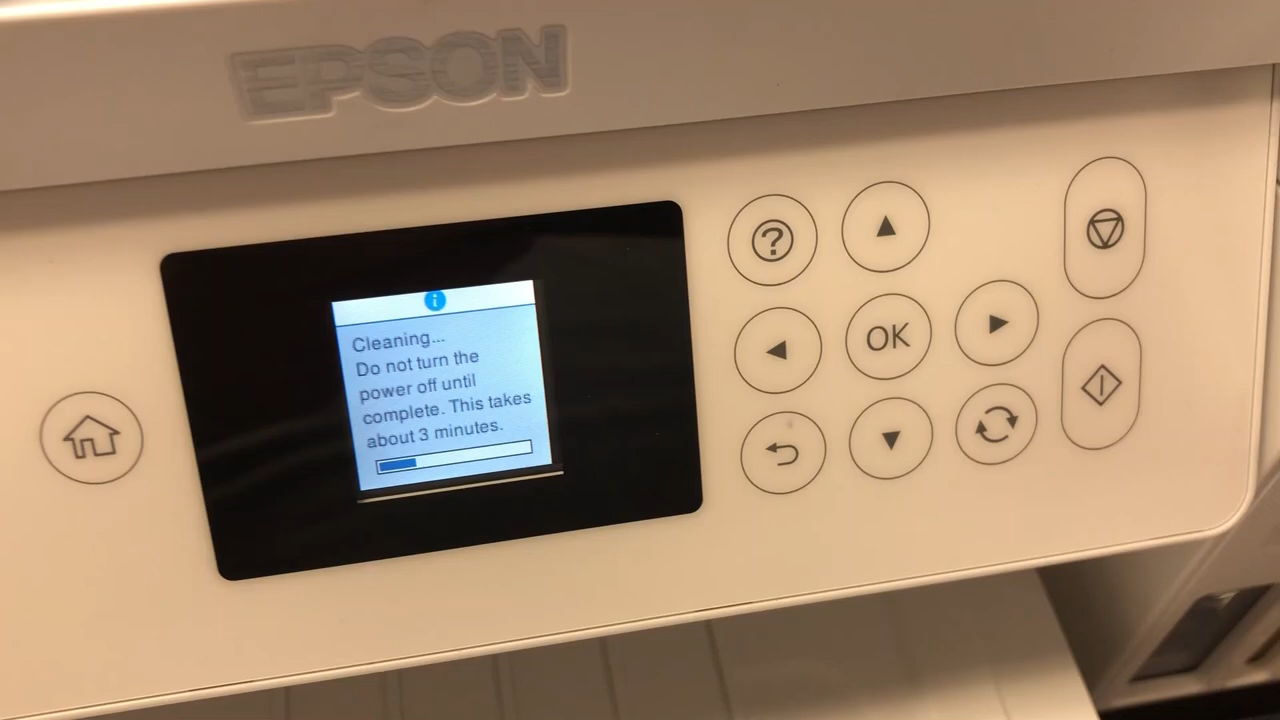 EPSON
i
Cleaning...
Do not turn the
power off until
complete. This takes
about 3 minutes.
?
OK